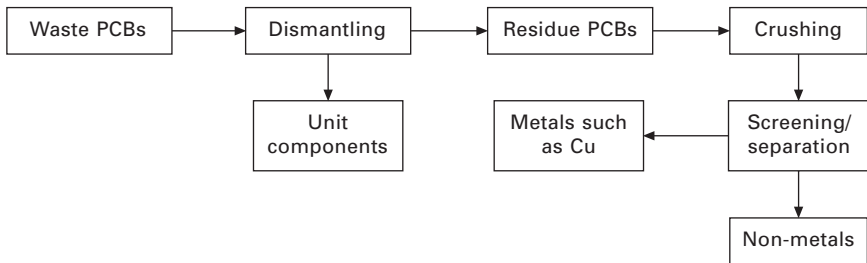 Waste PCBs
Dismantling
Residue PCBs
Crushing
Unit
components
Metals such
as Cu
Screening/
separation
Non-metals